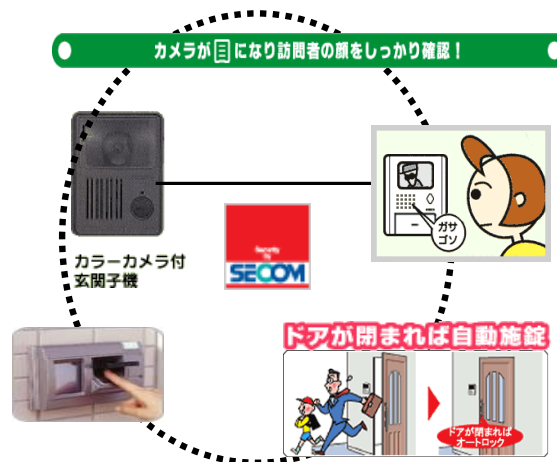 カメラが目になり訪問者の顔をしっかり確認！
ガサ
ゴソ
Security
by
SECOM
カラーカメラ付
玄関子機
ドアが閉まれば自動施錠
ドアが閉まれば
オートロック